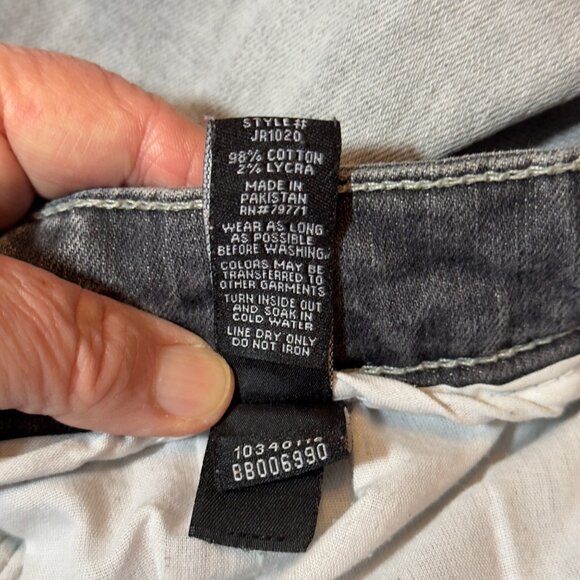 STYLE#
JR1020
98% COTTON
2% LYCRA
MADE IN
PAKISTAN
RN#79771
WEAR AS LONG
AS POSSIBLE
BEFORE WASHING
COLORS MAY BE
TRANSFERRED TO
OTHER GARMENTS
TURN INSIDE OUT
AND SOAK IN
COLD WATER
LINE DRY ONLY
DO NOT IRON
BB006990